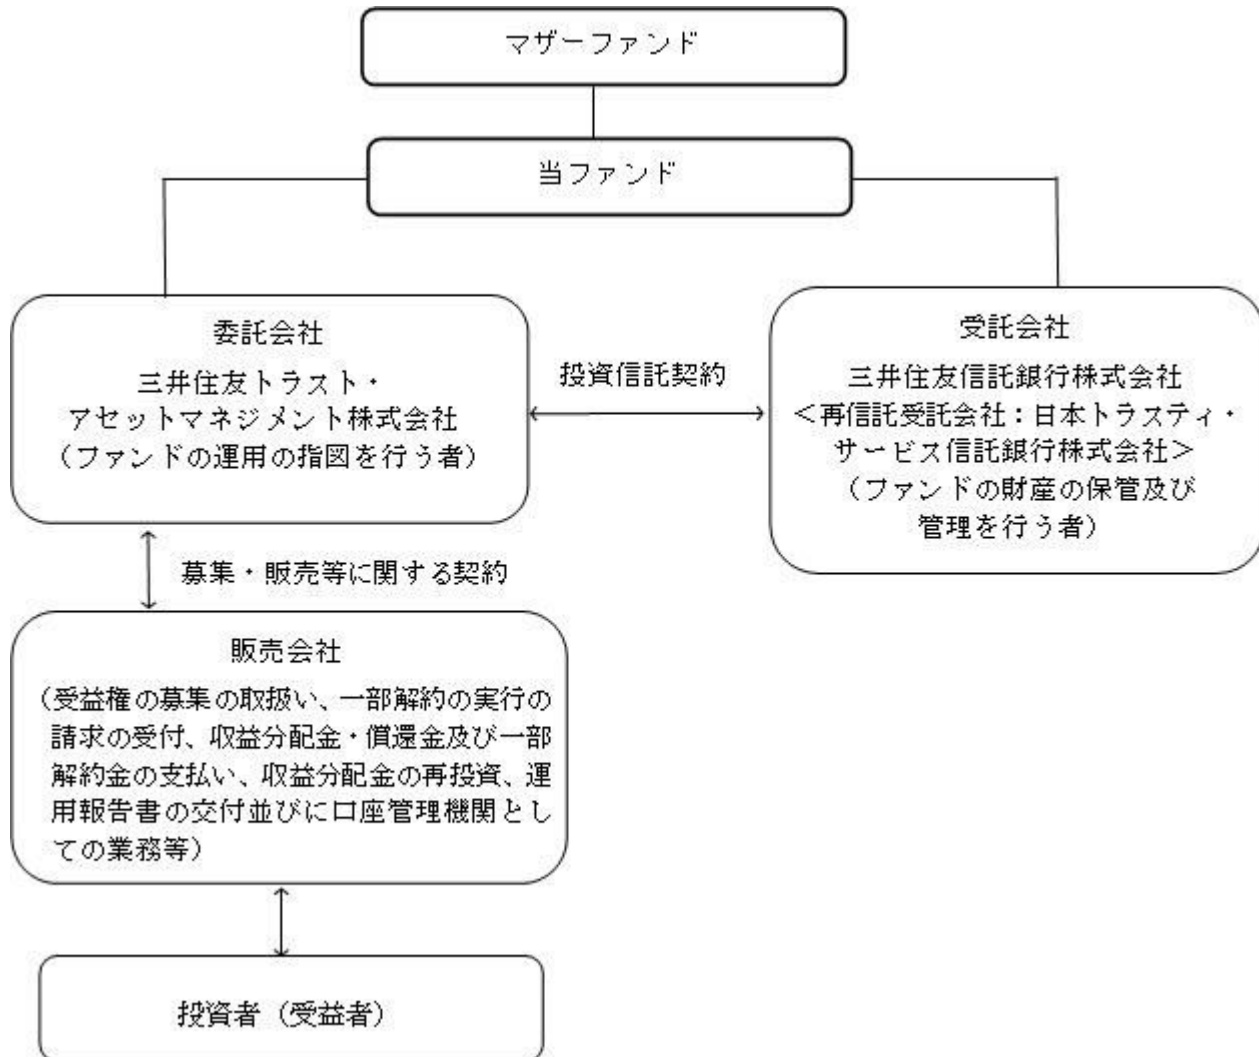 マザーファンド
当ファンド
委託会社
三井住友トラスト・
アセットマネジメント株式会社
（ファンドの運用の指図を行う者）
投資信託契約
受託会社
三井住友信託銀行株式会社
＜再信託受託会社：日本トラスティ・
サービス信託銀行株式会社＞
（ファンドの財産の保管及び
管理を行う者）
募集・販売等に関する契約
販売会社
（受益権の募集の取扱い、一部解約の実行の
請求の受付、収益分配金・償還金及び一部
解約金の支払い、収益分配金の再投資、運
用報告書の交付並びに口座管理機関とし
ての業務等）
投資者（受益者）